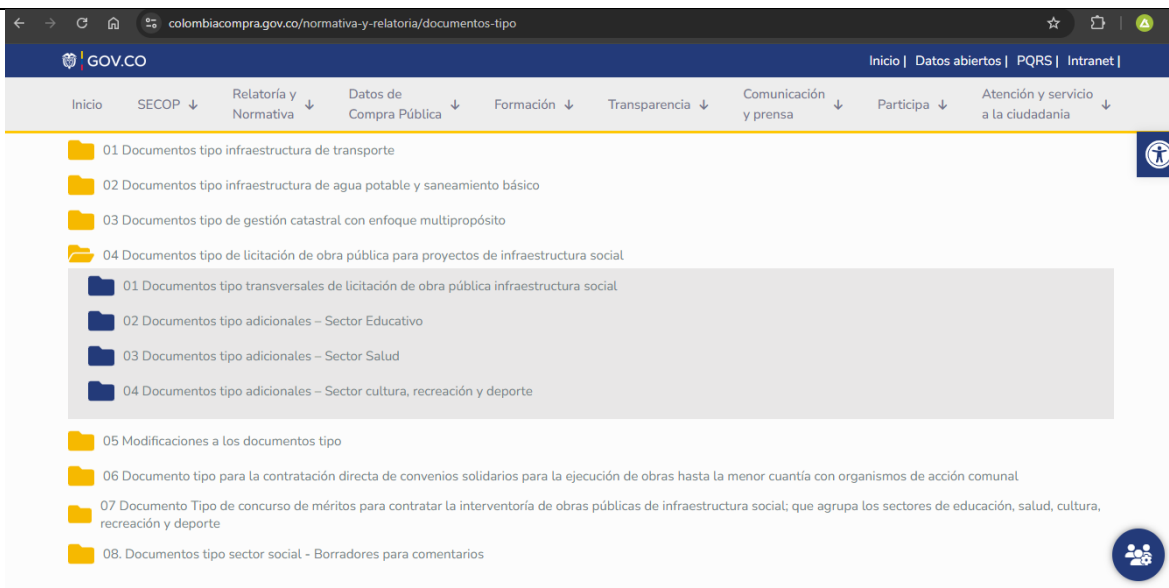 colombiacompra.gov.co/normativa-y-relatoria/documentos-tipo
GOV.CO
Inicio | Datos abiertos | PQRS | Intranet |
Inicio
SECOP
Relatoría y
Normativa
Datos de
Compra Pública
Formación
Transparencia
Comunicación
y prensa
Participa
Atención y servicio
a la ciudadania
01 Documentos tipo infraestructura de transporte
02 Documentos tipo infraestructura de agua potable y saneamiento básico
03 Documentos tipo de gestión catastral con enfoque multipropósito
04 Documentos tipo de licitación de obra pública para proyectos de infraestructura social
01 Documentos tipo transversales de licitación de obra pública infraestructura social
02 Documentos tipo adicionales – Sector Educativo
03 Documentos tipo adicionales – Sector Salud
04 Documentos tipo adicionales – Sector cultura, recreación y deporte
05 Modificaciones a los documentos tipo
06 Documento tipo para la contratación directa de convenios solidarios para la ejecución de obras hasta la menor cuantía con organismos de acción comunal
07 Documento Tipo de concurso de méritos para contratar la interventoría de obras públicas de infraestructura social; que agrupa los sectores de educación, salud, cultura,
recreación y deporte
08. Documentos tipo sector social - Borradores para comentarios